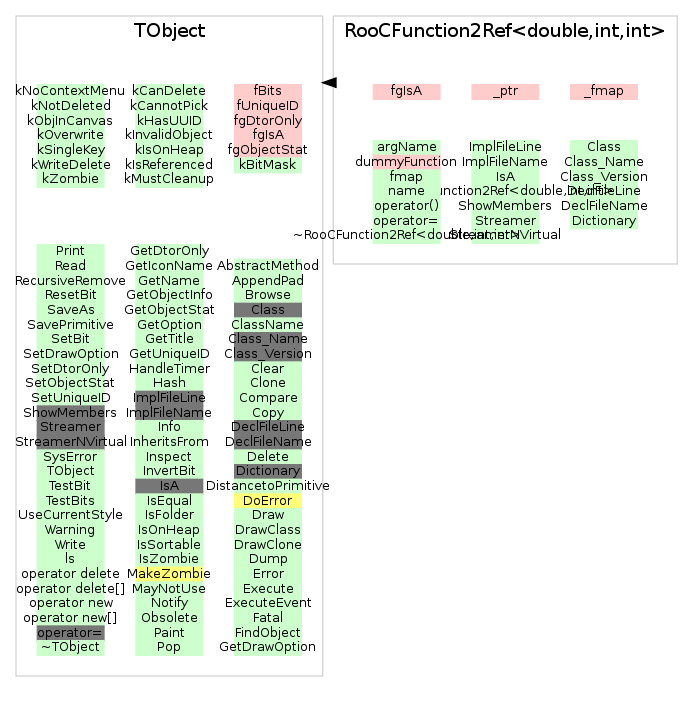 TObject
kNoContextMenu kCanDelete fBits
kNotDeleted kCannotPick fUniqueID
kObjInCanvas kHasUUID fgDtorOnly
kOverwrite kInvalidObject fgIsA
kSingleKey kIsOnHeap fgObjectStat
kWriteDelete kIsReferenced kBitMask
kZombie kMustCleanup
Print GetDtorOnly
Read GetIconName AbstractMethod
RecursiveRemove GetName AppendPad
ResetBit GetObjectInfo Browse
SaveAs GetObjectStat Class
SavePrimitive GetOption ClassName
SetBit GetTitle Class_Name
SetDrawOption GetUniqueID Class_Version
SetDtorOnly HandleTimer Clear
SetObjectStat Hash Clone
SetUniqueID ImplFileLine Compare
ShowMembers ImplFileName Copy
Streamer Info DeclFileLine
StreamerNVirtual InheritsFrom DeclFileName
SysError Inspect Delete
TObject InvertBit Dictionary
TestBit IsA DistancetoPrimitive
TestBits IsEqual DoError
UseCurrentStyle IsFolder Draw
Warning IsOnHeap DrawClass
Write IsSortable DrawClone
ls IsZombie Dump
operator delete MakeZombie Error
operator delete[] MayNotUse Execute
operator new Notify ExecuteEvent
operator new[] Obsolete Fatal
operator= Paint FindObject
~TObject Pop GetDrawOption
RooCFunction2Ref<double,int,int>
fgIsA _ptr _fmap
argName ImplFileLine Class
dummyFunction ImplFileName Class_Name
fmap IsA Class_Version
name DeclFileLine
operator() ShowMembers DeclFileName
operator= Streamer Dictionary
~RooCFunction2Ref<double,int,int> StreamerNVirtual